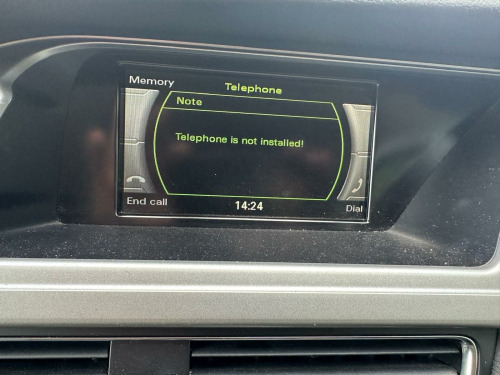 Memory
Telephone
Note
Telephone is not installed!
End call
14:24
Dial